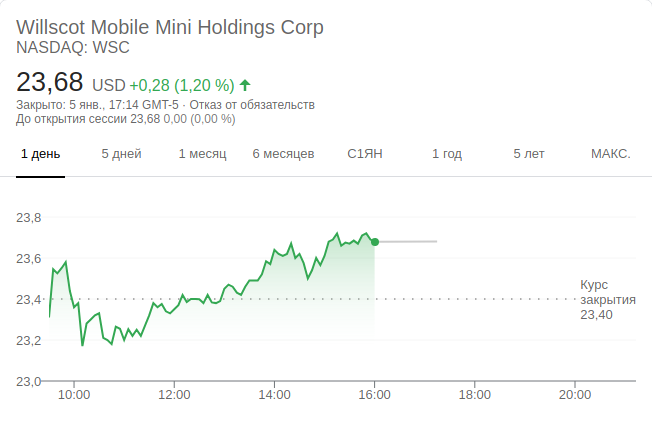 Willscot Mobile Mini Holdings Corp
NASDAQ: WSC
23,68 USD +0,28 (1,20 %)
Закрыто: 5 янв., 17:14 GMT-5 · Отказ от обязательств
До открытия сессии 23,68 0,00 (0,00 %)
1 день 5 дней 1 месяц 6 месяцев С1ЯН 1 год 5 лет МАКС.
23,8
23,6
23,4
23,2
23,0
Курс
закрытия
23,40
10:00 12:00 14:00 16:00 18:00 20:00